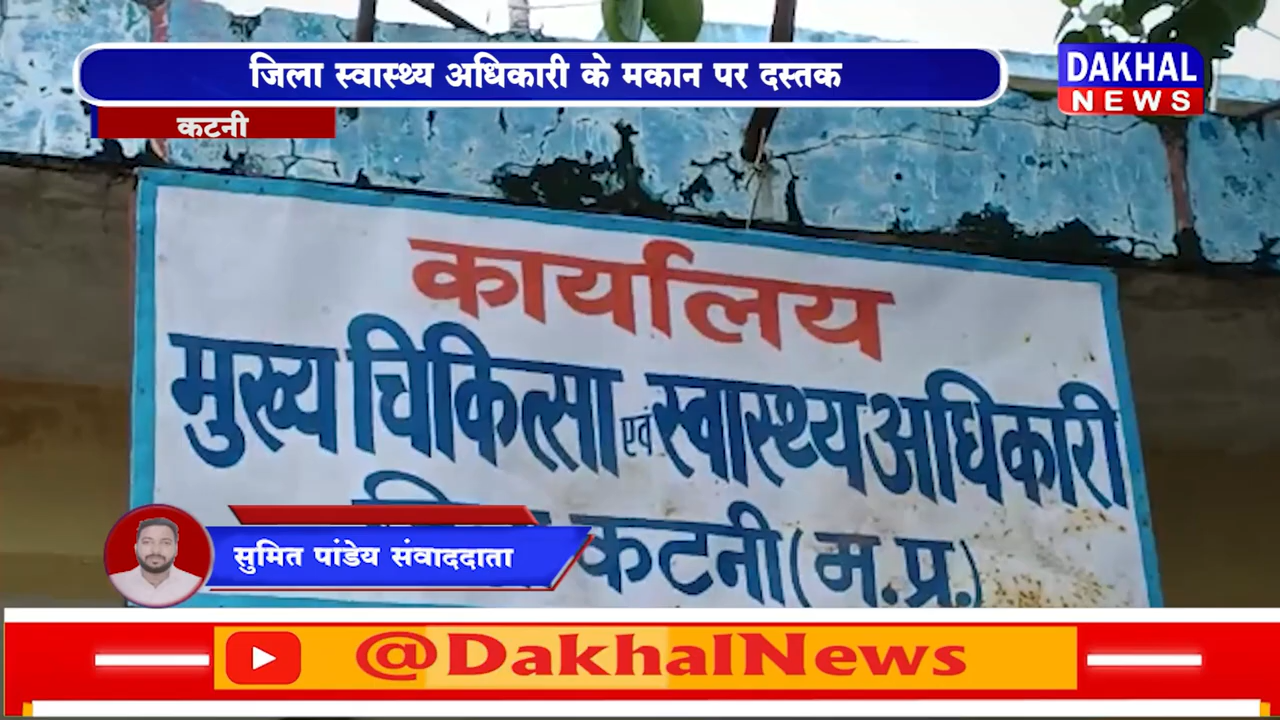 जिला स्वास्थ्य अधिकारी के मकान पर दस्तक
DAKHAL
NEWS
कटनी
कार्यालय
मुख्य चिकित्सा एवं स्वास्थ्य अधिकारी
कटनी (म.प्र.)
सुमित पांडेय संवाददाता
@DakhalNews